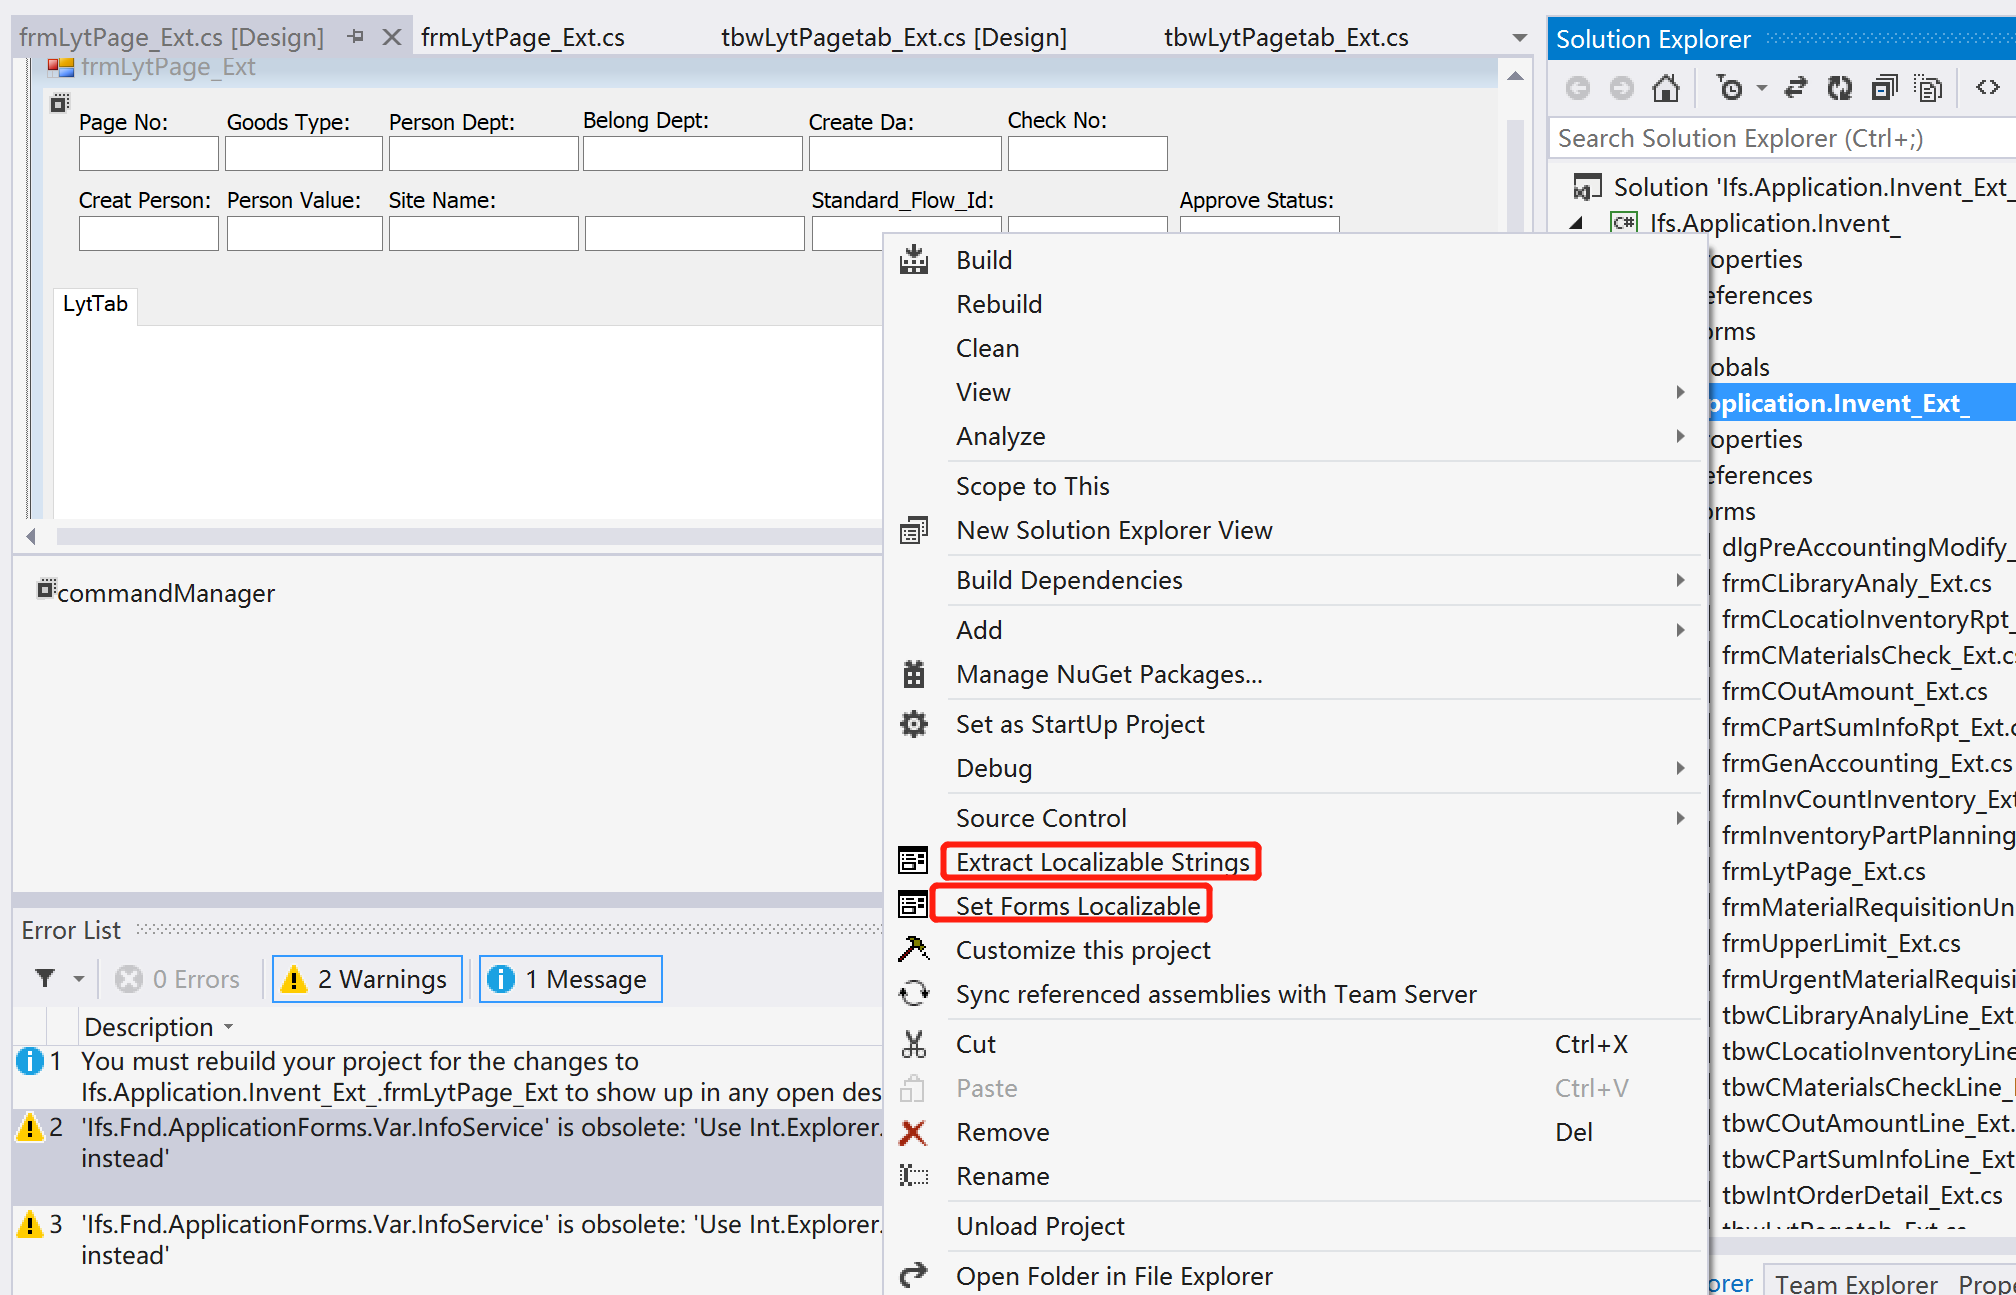 frmLytPage_Ext.cs [Design]
frmLytPage_Ext.cs
tbwLytPagetab_Ext.cs [Design]
tbwLytPagetab_Ext.cs
frmLytPage_Ext
Page No:
Goods Type:
Person Dept:
Belong Dept:
Create Da:
Check No:
Creat Person:
Person Value:
Site Name:
Standard_Flow_Id:
Approve Status:
LytTab
commandManager
Error List
0 Errors
2 Warnings
1 Message
Description
1 You must rebuild your project for the changes to
Ifs.Application.Invent_Ext_.frmLytPage_Ext to show up in any open des
2 'Ifs.Fnd.ApplicationForms.Var.InfoService' is obsolete: 'Use Int.Explorer.
instead'
3 'Ifs.Fnd.ApplicationForms.Var.InfoService' is obsolete: 'Use Int.Explorer.
instead'
Build
Rebuild
Clean
View
Analyze
Scope to This
New Solution Explorer View
Build Dependencies
Add
Manage NuGet Packages...
Set as StartUp Project
Debug
Source Control
Extract Localizable Strings
Set Forms Localizable
Customize this project
Sync referenced assemblies with Team Server
Cut Ctrl+X
Paste Ctrl+V
Remove Del
Rename
Unload Project
Open Folder in File Explorer
Solution Explorer
Search Solution Explorer (Ctrl+;)
Solution 'Ifs.Application.Invent_Ext_
C# Ifs.Application.Invent_
operties
eferences
orms
obals
pplication.Invent_Ext_
operties
eferences
orms
dlgPreAccountingModify_
frmCLibraryAnaly_Ext.cs
frmCLocatioInventoryRpt_
frmCMaterialsCheck_Ext.cs
frmCOutAmount_Ext.cs
frmCPartSumInfoRpt_Ext.c
frmGenAccounting_Ext.cs
frmInvCountInventory_Ext
frmInventoryPartPlanning
frmLytPage_Ext.cs
frmMaterialRequisitionUn
frmUpperLimit_Ext.cs
frmUrgentMaterialRequisi
tbwCLibraryAnalyLine_Ext.
tbwCLocatioInventoryLine
tbwCMaterialsCheckLine_
tbwCOutAmountLine_Ext.
tbwCPartSumInfoLine_Ext
tbwIntOrderDetail_Ext.cs
tbwLytPagetab_Ext.cs
orer
Team Explorer
Prope